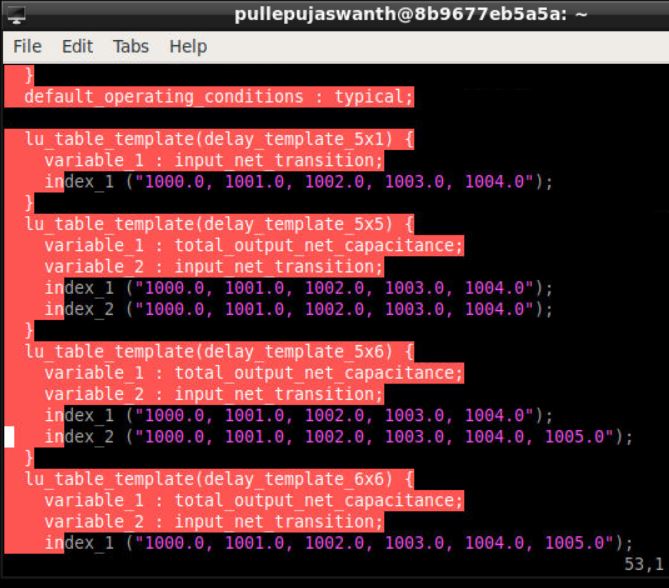 pullepujaswanth@8b9677eb5a5a: ~
File Edit Tabs Help
}
default_operating_conditions : typical;
lu_table_template(delay_template_5x1) {
variable_1 : input_net_transition;
index_1 ("1000.0, 1001.0, 1002.0, 1003.0, 1004.0");
}
lu_table_template(delay_template_5x5) {
variable_1 : total_output_net_capacitance;
variable_2 : input_net_transition;
index_1 ("1000.0, 1001.0, 1002.0, 1003.0, 1004.0");
index_2 ("1000.0, 1001.0, 1002.0, 1003.0, 1004.0");
}
lu_table_template(delay_template_5x6) {
variable_1 : total_output_net_capacitance;
variable_2 : input_net_transition;
index_1 ("1000.0, 1001.0, 1002.0, 1003.0, 1004.0");
index_2 ("1000.0, 1001.0, 1002.0, 1003.0, 1004.0, 1005.0");
}
lu_table_template(delay_template_6x6) {
variable_1 : total_output_net_capacitance;
variable_2 : input_net_transition;
index_1 ("1000.0, 1001.0, 1002.0, 1003.0, 1004.0, 1005.0");
53,1